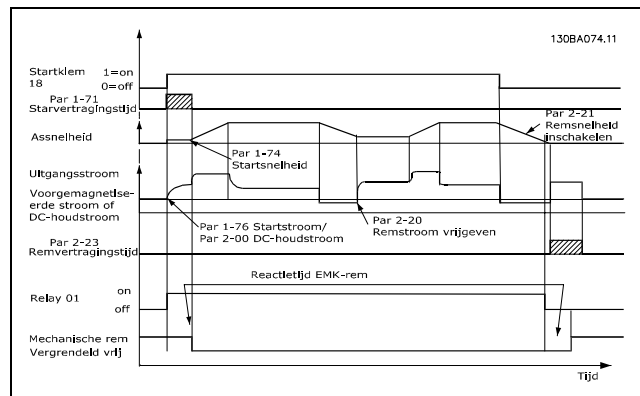 130BA074.11
Startklem 1=on
18 0=off
Par 1-71
Starvertragingstijd
Par 2-21
Remsnelheid
inschakelen
Assnelheid
Par 1-74
Startsnelheid
Uitgangsstroom
Voorgemagnetise-
erde stroom of
DC-houdstroom
Par 1-76 Startstroom/
Par 2-00 DC-houdstroom
Par 2-20
Remstroom vrijgeven
Par 2-23
Remvertragingstijd
Reactietijd EMK-rem
Relay 01 on
off
Mechanische rem
Vergrendeld vrij
Tijd